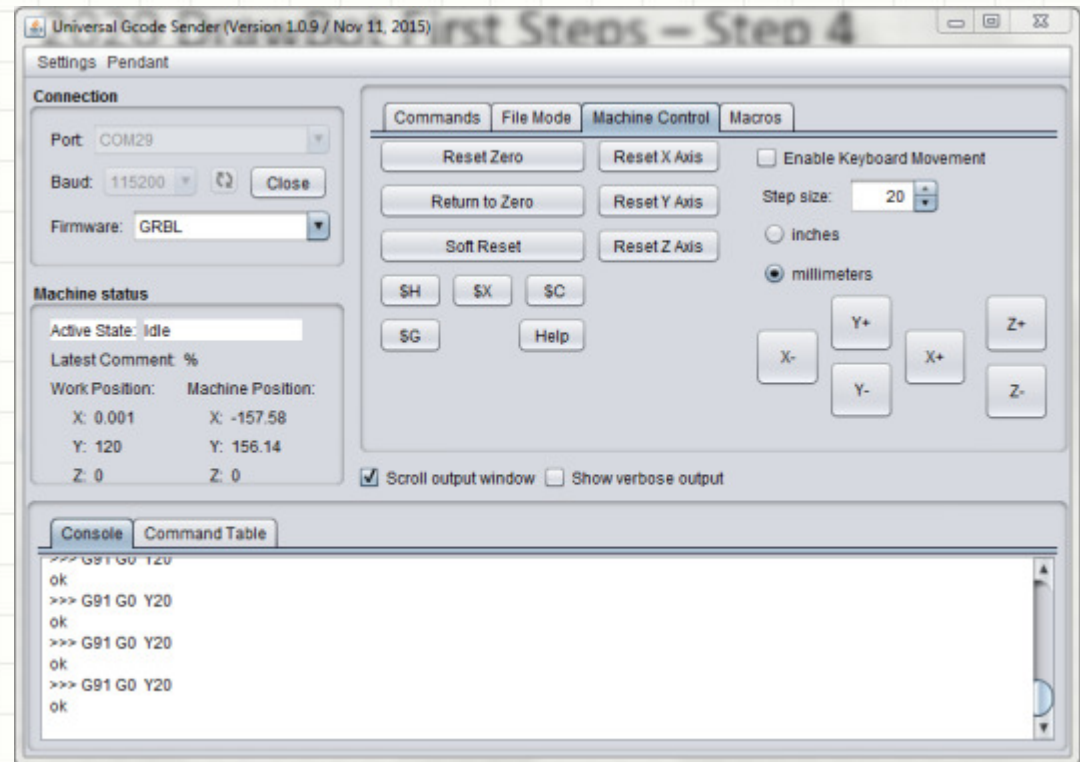 Universal Gcode Sender (Version 1.0.9 / Nov 11, 2015)
First Steps – Step 4
Settings Pendant
Connection
Port: COM29
Baud: 115200 Close
Firmware: GRBL
Machine status
Active State: Idle
Latest Comment: %
Work Position: Machine Position:
X: 0.001 X: -157.58
Y: 120 Y: 156.14
Z: 0 Z: 0
Commands File Mode Machine Control Macros
Reset Zero Reset X Axis Enable Keyboard Movement
Return to Zero Reset Y Axis Step size: 20
Soft Reset Reset Z Axis inches
millimeters
$H $X $C
$G Help
Y+ Z+
X- X+
Y- Z-
Scroll output window Show verbose output
Console Command Table
>>> G91 G0 Y20
ok
>>> G91 G0 Y20
ok
>>> G91 G0 Y20
ok
>>> G91 G0 Y20
ok